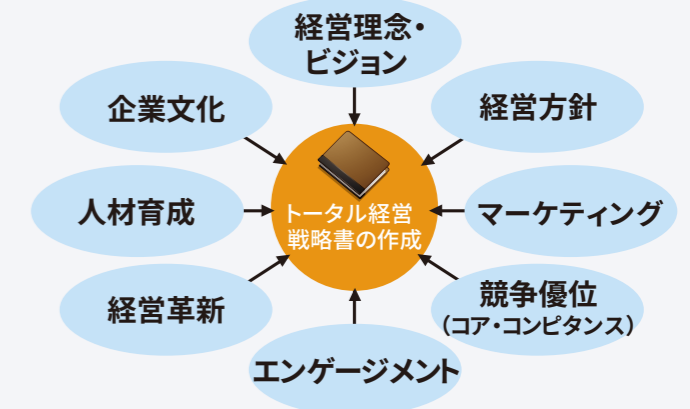 経営理念・
ビジョン
企業文化
経営方針
人材育成
トータル経営
戦略書の作成
マーケティング
経営革新
競争優位
（コア・コンピタンス）
エンゲージメント